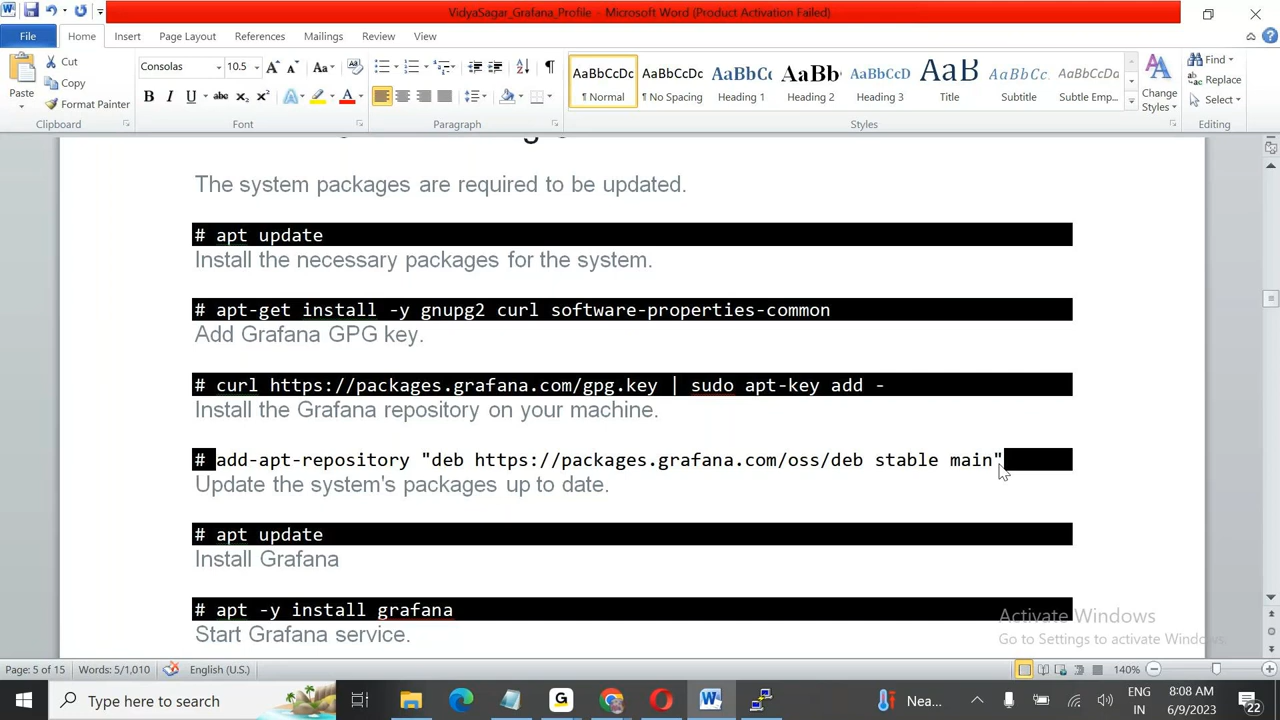 VidyaSagar_Grafana_Profile - Microsoft Word (Product Activation Failed)
File Home Insert Page Layout References Mailings Review View
Paste
Cut
Copy
Format Painter
Clipboard
Consolas 10.5
Font
Paragraph
AaBbCcDc AaBbCcDc AaBbCc AaBb AaBbCcDc AaB AaBbCc. AaBbCcDc
¶ Normal ¶ No Spacing Heading 1 Heading 2 Heading 3 Title Subtitle Subtle Emp...
Styles
Change
Styles
Find
Replace
Select
Editing
The system packages are required to be updated.
# apt update
Install the necessary packages for the system.
# apt-get install -y gnupg2 curl software-properties-common
Add Grafana GPG key.
# curl https://packages.grafana.com/gpg.key | sudo apt-key add -
Install the Grafana repository on your machine.
# add-apt-repository "deb https://packages.grafana.com/oss/deb stable main"
Update the system's packages up to date.
# apt update
Install Grafana
# apt -y install grafana
Start Grafana service.
Activate Windows
Go to Settings to activate Windows.
Page: 5 of 15 Words: 5/1,010 English (U.S.) 140%
Type here to search
Nea...
ENG
IN
8:08 AM
6/9/2023
22